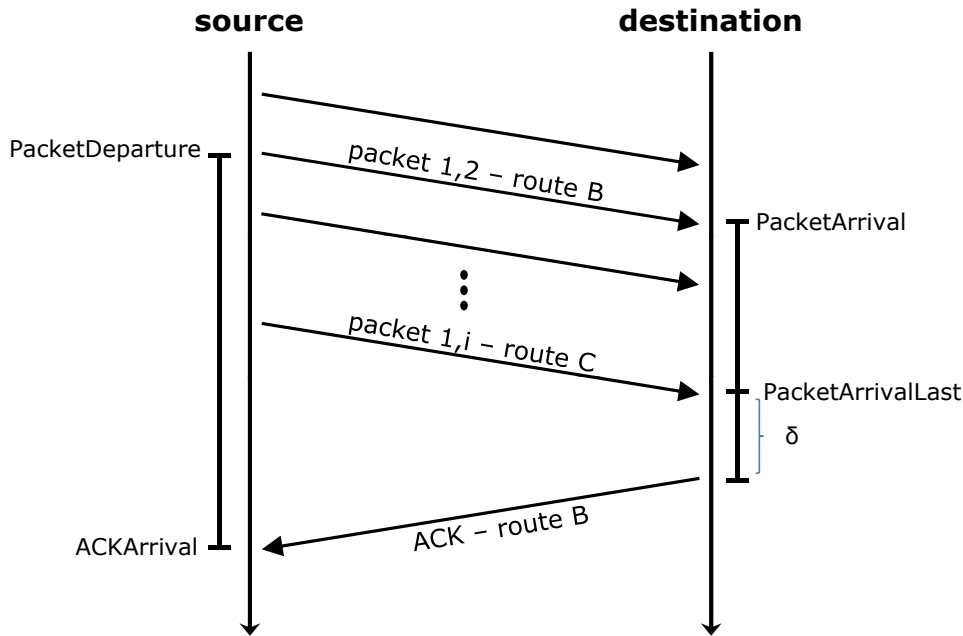 source
destination
PacketDeparture
packet 1,2 – route B
PacketArrival
packet 1,i – route C
PacketArrivalLast
δ
ACK – route B
ACKArrival